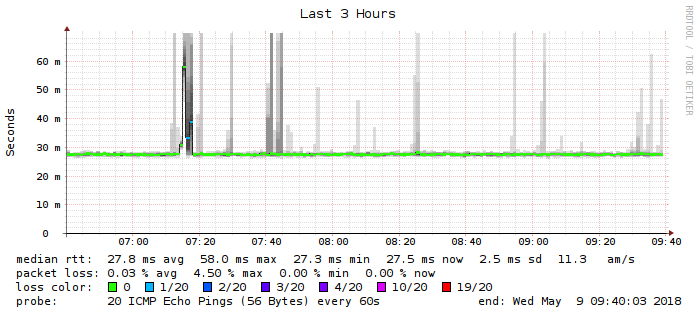 Last 3 Hours
RRDTOOL / TOBI OETIKER
Seconds
60 m
50 m
40 m
30 m
20 m
10 m
0
07:00 07:20 07:40 08:00 08:20 08:40 09:00 09:20 09:40
median rtt: 27.8 ms avg 58.0 ms max 27.3 ms min 27.5 ms now 2.5 ms sd 11.3 am/s
packet loss: 0.03 % avg 4.50 % max 0.00 % min 0.00 % now
loss color: 0 1/20 2/20 3/20 4/20 10/20 19/20
probe: 20 ICMP Echo Pings (56 Bytes) every 60s end: Wed May 9 09:40:03 2018